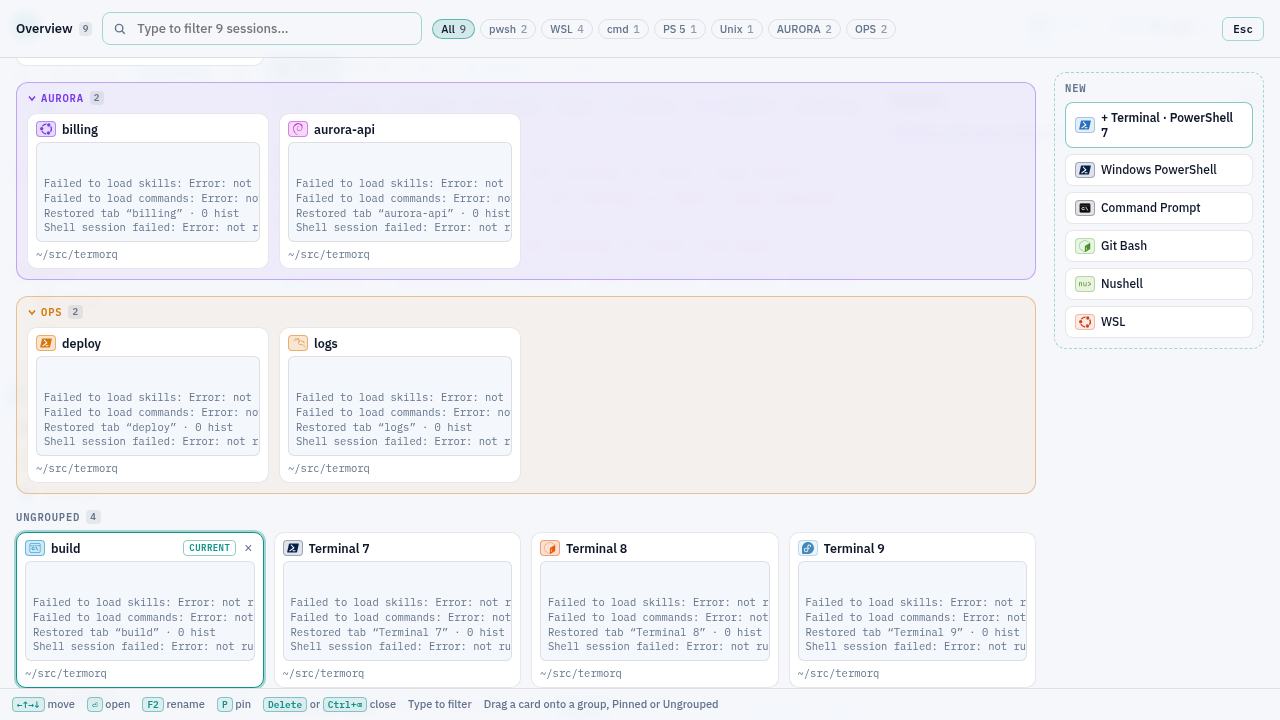 Overview 9
Type to filter 9 sessions...
All 9 pwsh 2 WSL 4 cmd 1 PS 5 1 Unix 1 AURORA 2 OPS 2
Esc
AURORA 2
billing
Failed to load skills: Error: not
Failed to load commands: Error: no
Restored tab “billing” · 0 hist
Shell session failed: Error: not r
~/src/termorq
aurora-api
Failed to load skills: Error: not
Failed to load commands: Error: no
Restored tab “aurora-api” · 0 hist
Shell session failed: Error: not r
~/src/termorq
OPS 2
deploy
Failed to load skills: Error: not
Failed to load commands: Error: no
Restored tab “deploy” · 0 hist
Shell session failed: Error: not r
~/src/termorq
logs
Failed to load skills: Error: not
Failed to load commands: Error: no
Restored tab “logs” · 0 hist
Shell session failed: Error: not r
~/src/termorq
UNGROUPED 4
build CURRENT ×
Failed to load skills: Error: not r
Failed to load commands: Error: not
Restored tab “build” · 0 hist
Shell session failed: Error: not ru
~/src/termorq
Terminal 7
Failed to load skills: Error: not r
Failed to load commands: Error: not
Restored tab “Terminal 7” · 0 hist
Shell session failed: Error: not ru
~/src/termorq
Terminal 8
Failed to load skills: Error: not r
Failed to load commands: Error: not
Restored tab “Terminal 8” · 0 hist
Shell session failed: Error: not ru
~/src/termorq
Terminal 9
Failed to load skills: Error: not r
Failed to load commands: Error: not
Restored tab “Terminal 9” · 0 hist
Shell session failed: Error: not ru
~/src/termorq
NEW
+ Terminal · PowerShell
7
Windows PowerShell
Command Prompt
Git Bash
nu> Nushell
WSL
←↑→↓ move ⏎ open F2 rename P pin Delete or Ctrl+⌫ close Type to filter Drag a card onto a group, Pinned or Ungrouped